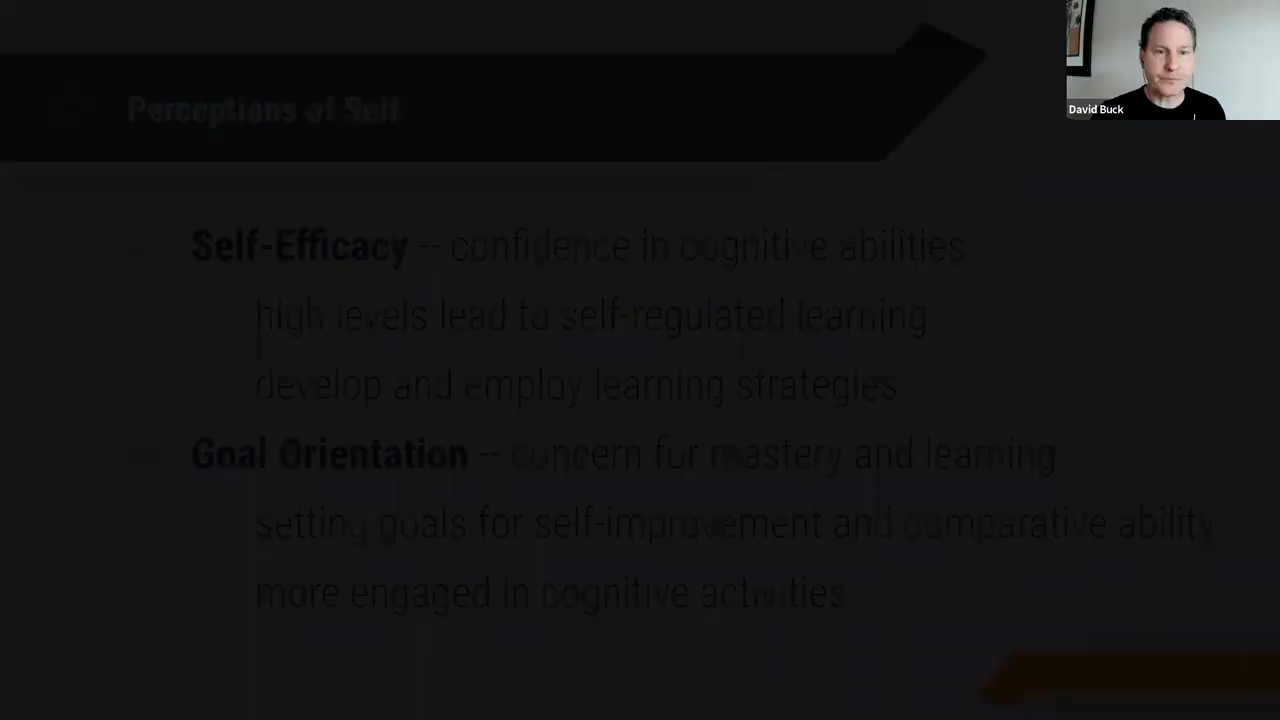 Perceptions of Self
David Buck
Self-Efficacy -- confidence in cognitive abilities
high levels lead to self-regulated learning
develop and employ learning strategies
Goal Orientation -- concern for mastery and learning
setting goals for self-improvement and comparative ability
more engaged in cognitive activities